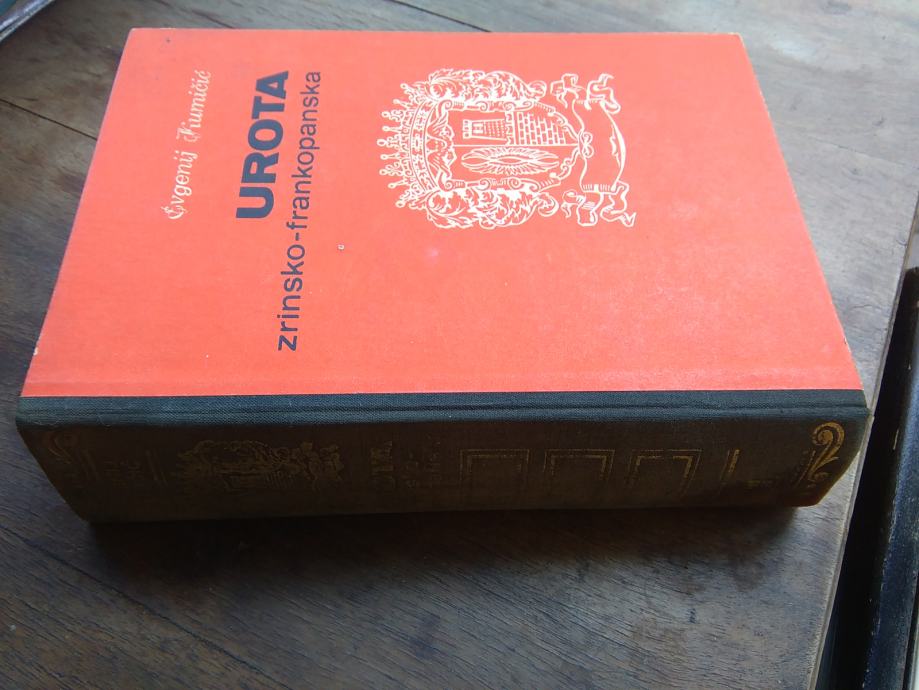 Evgenij Kumičić
UROTA
zrinsko-frankopanska